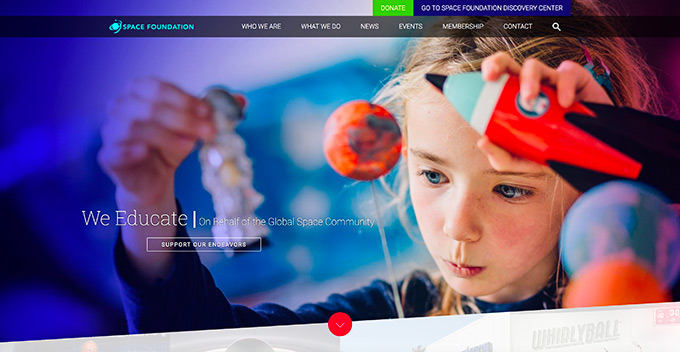 DONATE GO TO SPACE FOUNDATION DISCOVERY CENTER
SPACE FOUNDATION WHO WE ARE WHAT WE DO NEWS EVENTS MEMBERSHIP CONTACT
We Educate | On Behalf of the Global Space Community
SUPPORT OUR ENDEAVORS
WHIRLYBALL